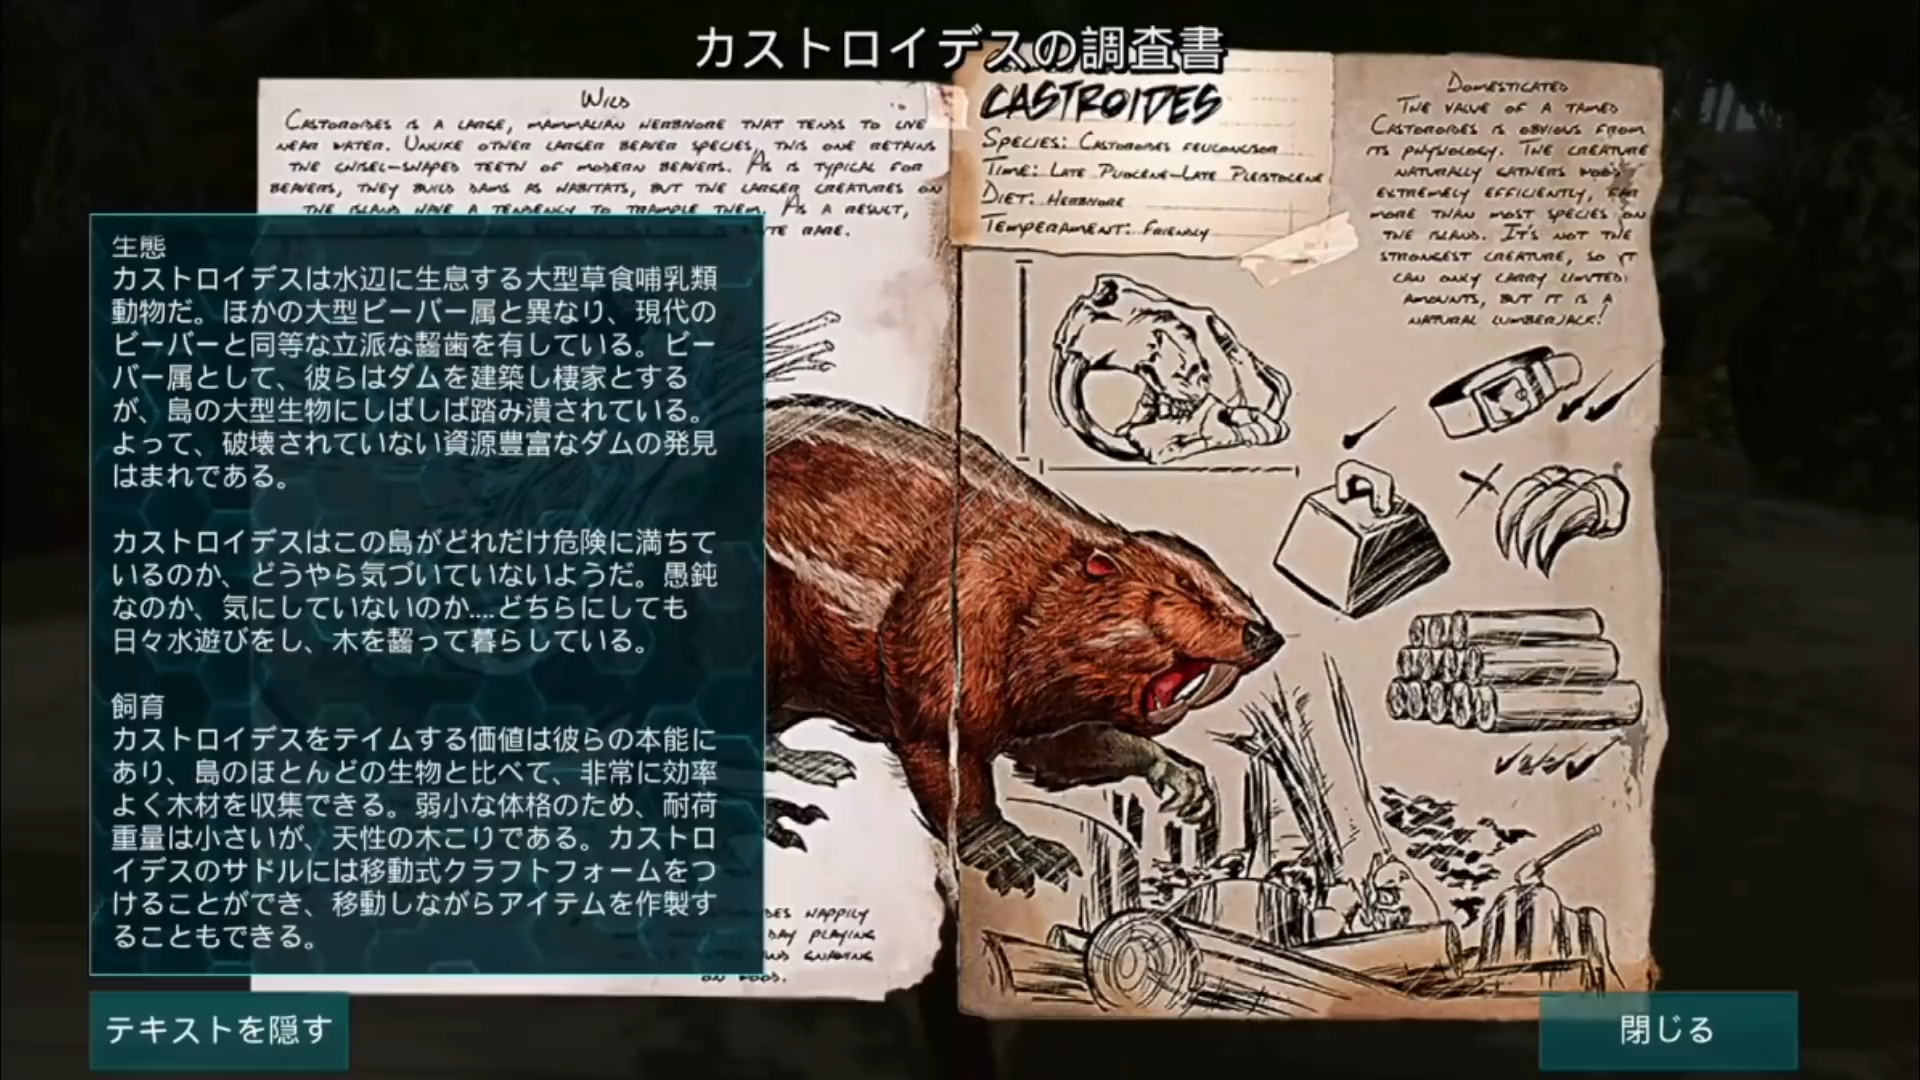 カストロイデスの調査書
Wild
Castoroides is a large, mammalian herbivore that tends to live
near water. Unlike other larger beaver species, this one retains
the chisel-shaped teeth of modern beavers. As is typical for
beavers, they build dams as habitats, but the larger creatures on
the island have a tendency to trample them. As a result,
rare.
生態
カストロイデスは水辺に生息する大型草食哺乳類
動物だ。ほかの大型ビーバー属と異なり、現代の
ビーバーと同等な立派な齧歯を有している。ビー
バー属として、彼らはダムを建築し棲家とする
が、島の大型生物にしばしば踏み潰されている。
よって、破壊されていない資源豊富なダムの発見
はまれである。
カストロイデスはこの島がどれだけ危険に満ちて
いるのか、どうやら気づいていないようだ。愚鈍
なのか、気にしていないのか....どちらにしても
日々水遊びをし、木を齧って暮らしている。
飼育
カストロイデスをテイムする価値は彼らの本能に
あり、島のほとんどの生物と比べて、非常に効率
よく木材を収集できる。弱小な体格のため、耐荷
重量は小さいが、天性の木こりである。カストロ
イデスのサドルには移動式クラフトフォームをつ
けることができ、移動しながらアイテムを作製す
ることもできる。
happily
day playing
and gnawing
on wood.
CASTROIDES
Species: Castoroides feuconcisor
Time: Late Pliocene-Late Pleistocene
Diet: Herbivore
Temperament: Friendly
Domesticated
The value of a tamed
Castoroides is obvious from
its physiology. The creature
naturally gathers wood
extremely efficiently, far
more than most species on
the island. It's not the
strongest creature, so it
can only carry limited
amounts, but it is a
natural lumberjack!
テキストを隠す
閉じる